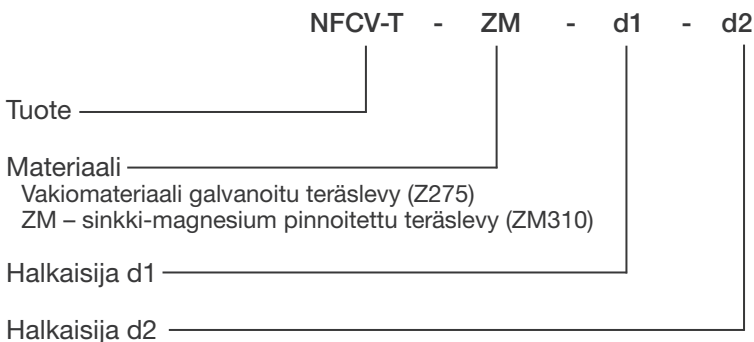 NFCV-T - ZM - d1 - d2
Tuote
Materiaali
Vakiomateriaali galvanoitu teräslevy (Z275)
ZM – sinkki-magnesium pinnoitettu teräslevy (ZM310)
Halkaisija d1
Halkaisija d2